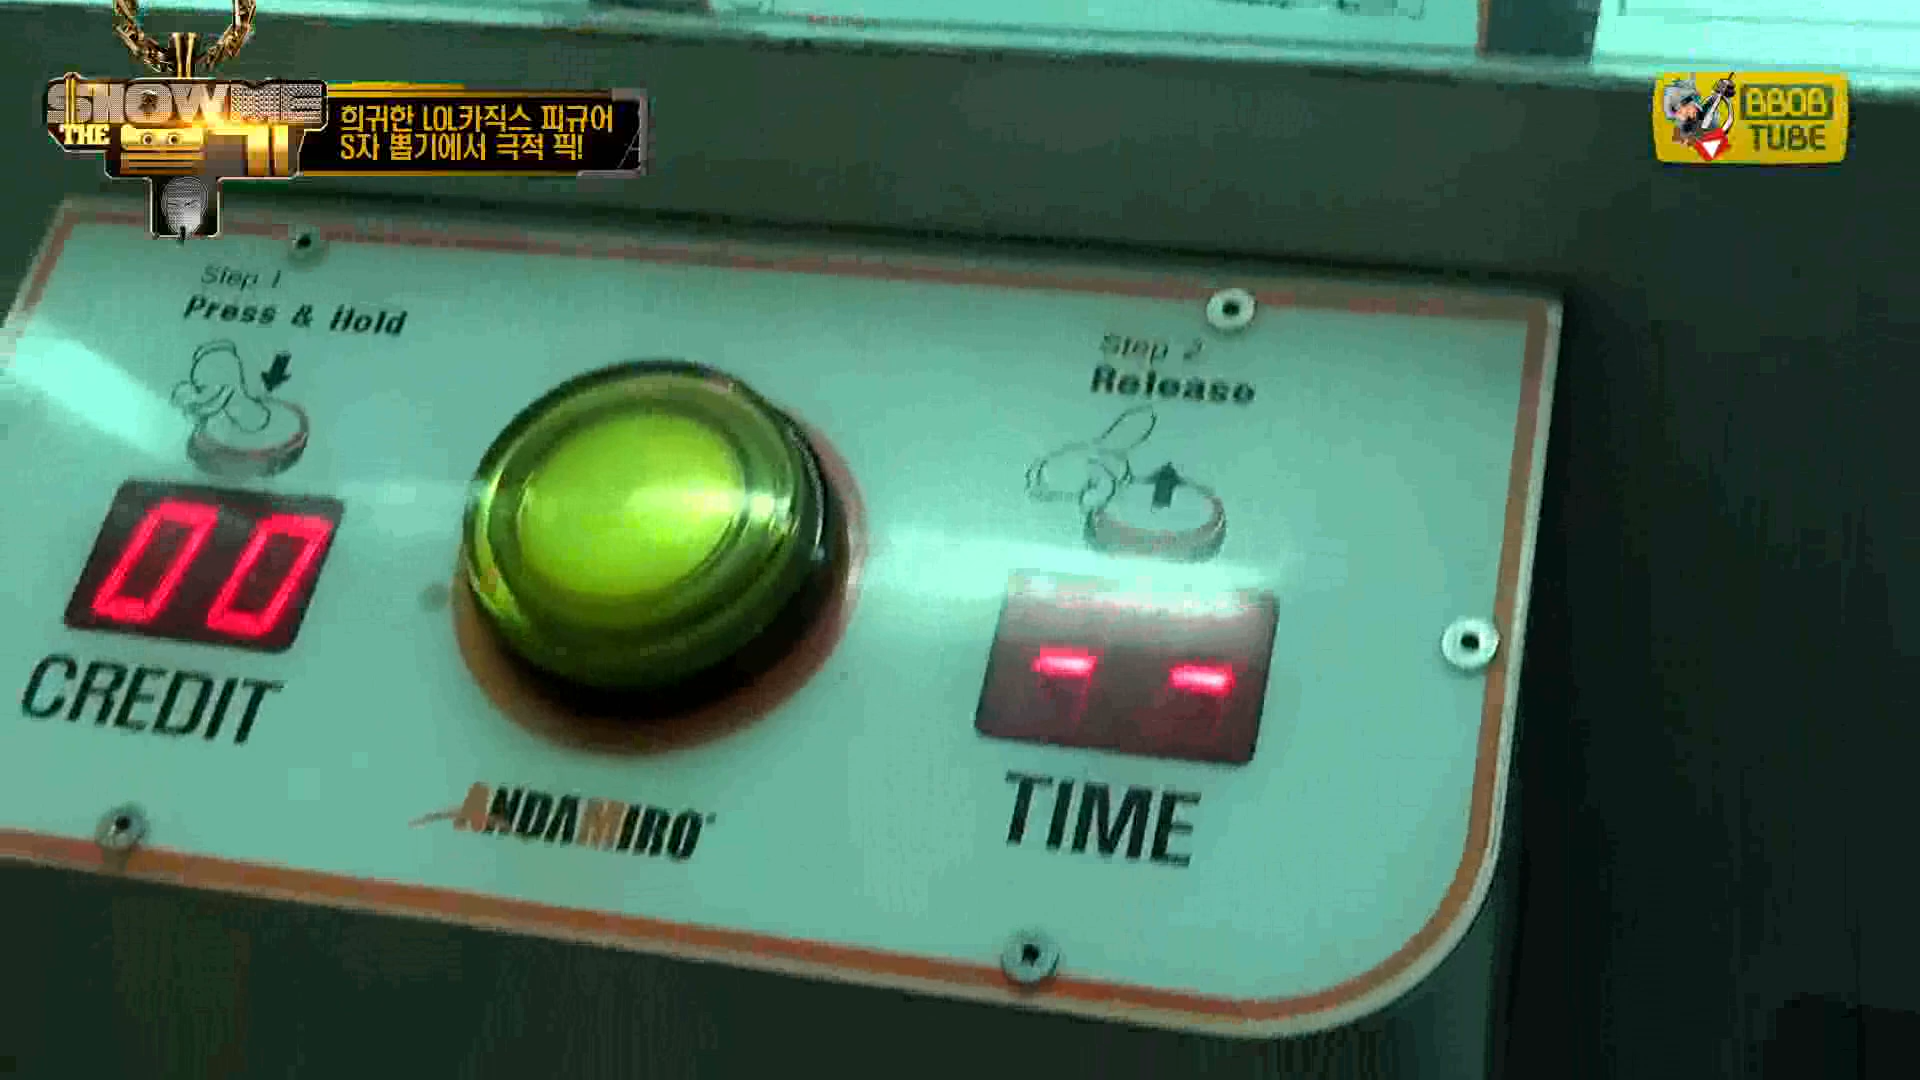 SHOW ME
THE
희귀한 LOL카직스 피규어
S자 뽑기에서 극적 픽!
BBOB
TUBE
Step 1
Press & Hold
Step 2
Release
00
CREDIT
- -
TIME
ANDAMIRO